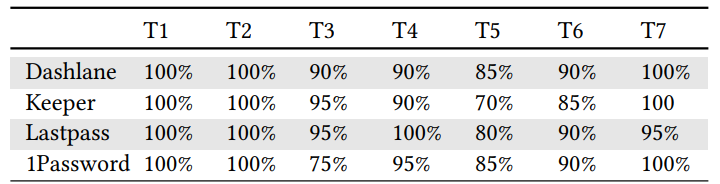 T1 T2 T3 T4 T5 T6 T7
Dashlane 100% 100% 90% 90% 85% 90% 100%
Keeper 100% 100% 95% 90% 70% 85% 100
Lastpass 100% 100% 95% 100% 80% 90% 95%
1Password 100% 100% 75% 95% 85% 90% 100%